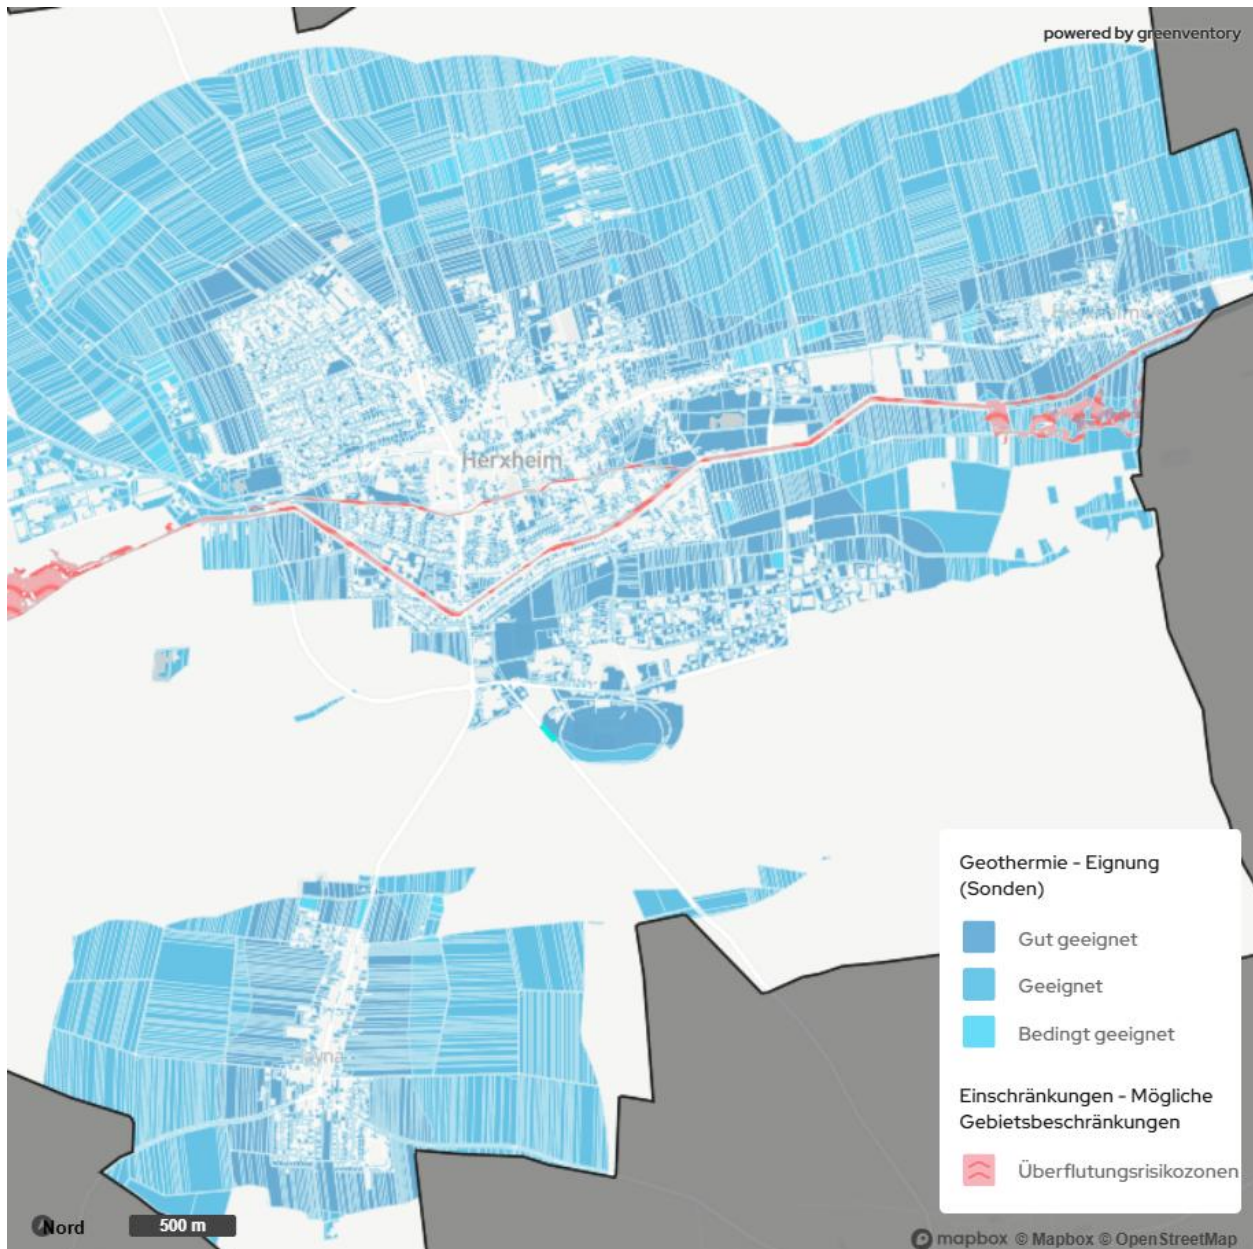 powered by greenventory
Herxheim
Geothermie - Eignung
(Sonden)
Gut geeignet
Geeignet
Bedingt geeignet
Einschränkungen - Mögliche
Gebietsbeschränkungen
Überflutungsrisikozonen
Nord
500 m
mapbox © Mapbox © OpenStreetMap